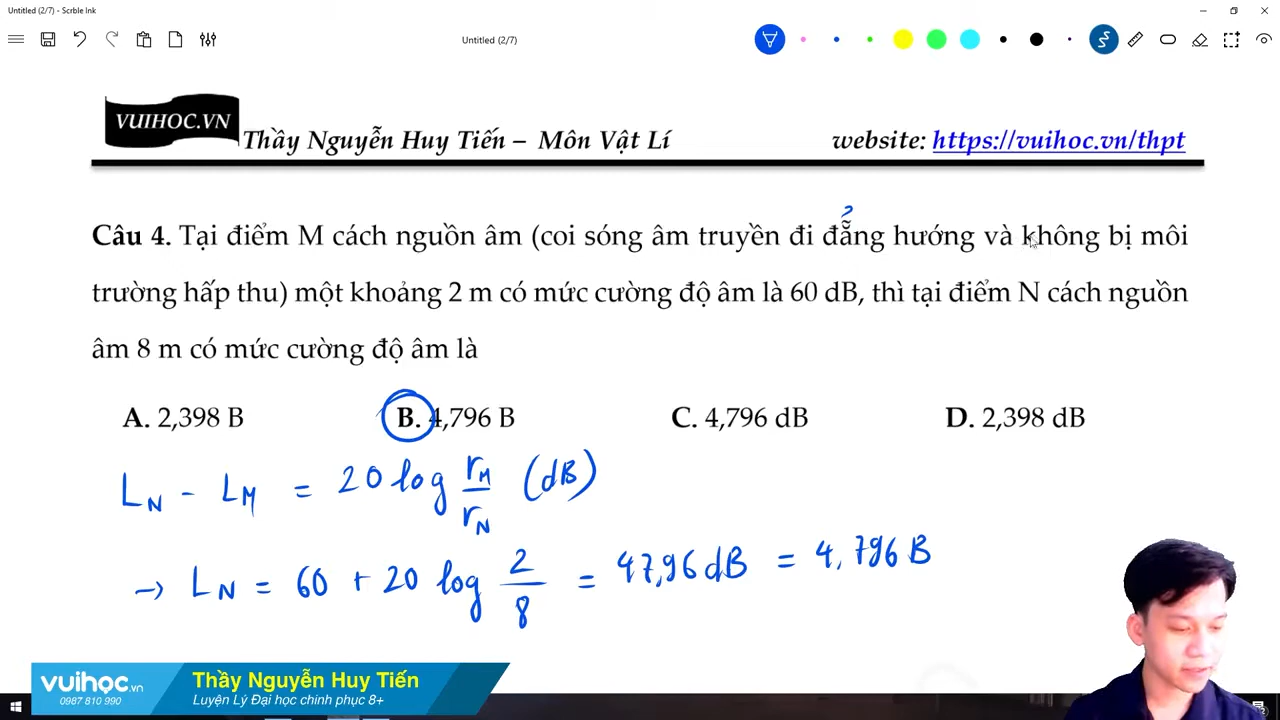 Untitled (2/7) - Scrble Ink
Untitled (2/7)
VUIHOC.VN
Thầy Nguyễn Huy Tiến – Môn Vật Lí website: https://vuihoc.vn/thpt
Câu 4. Tại điểm M cách nguồn âm (coi sóng âm truyền đi đẵng hướng và không bị môi
trường hấp thu) một khoảng 2 m có mức cường độ âm là 60 dB, thì tại điểm N cách nguồn
âm 8 m có mức cường độ âm là
A. 2,398 B B. 4,796 B C. 4,796 dB D. 2,398 dB
L_N - L_M = 20 log r_M/r_N (dB)
→ L_N = 60 + 20 log 2/8 = 47,96 dB = 4,796 B
vuihọc.vn
0987 810 990
Thầy Nguyễn Huy Tiến
Luyện Lý Đại học chinh phục 8+